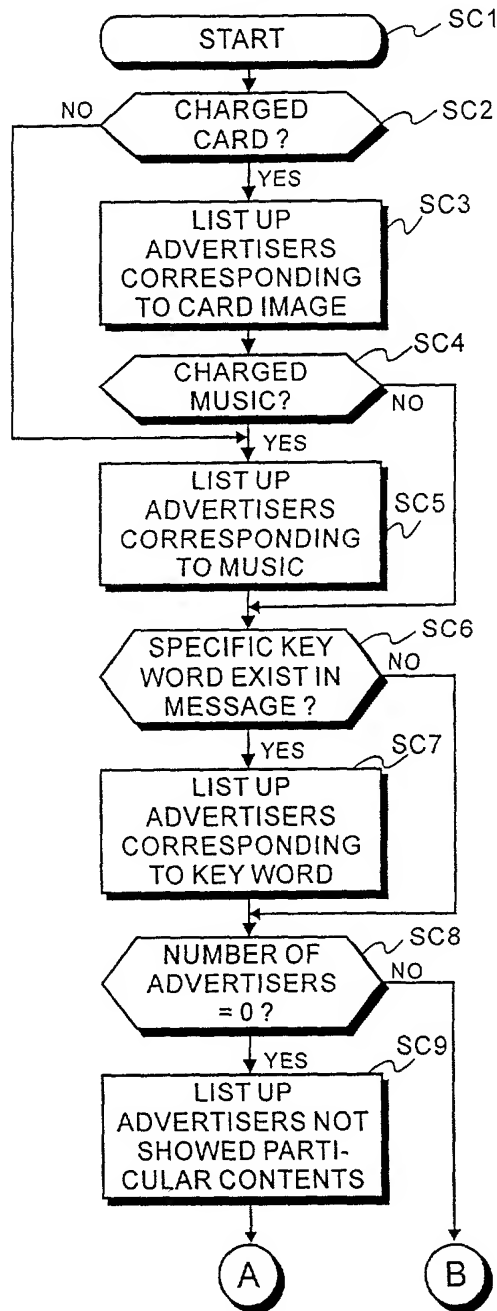 START
SC1
NO
CHARGED
CARD ?
SC2
YES
LIST UP
ADVERTISERS
CORRESPONDING
TO CARD IMAGE
SC3
CHARGED
MUSIC?
SC4
NO
YES
LIST UP
ADVERTISERS
CORRESPONDING
TO MUSIC
SC5
SPECIFIC KEY
WORD EXIST IN
MESSAGE ?
SC6
NO
YES
LIST UP
ADVERTISERS
CORRESPONDING
TO KEY WORD
SC7
NUMBER OF
ADVERTISERS
= 0 ?
SC8
NO
YES
LIST UP
ADVERTISERS NOT
SHOWED PARTI-
CULAR CONTENTS
SC9
A
B